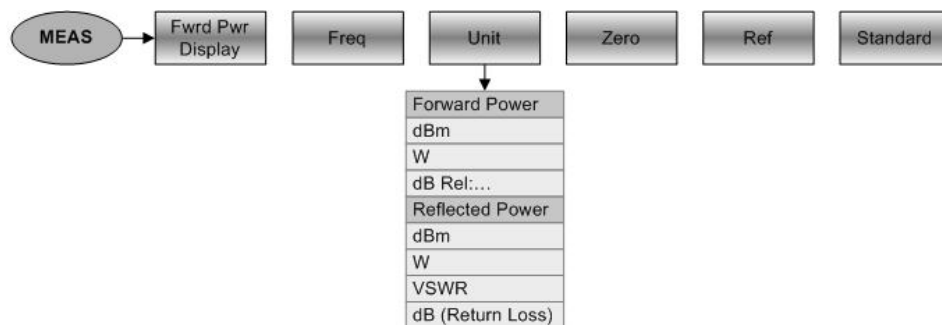 MEAS
Fwrd Pwr
Display
Freq
Unit
Zero
Ref
Standard
Forward Power
dBm
W
dB Rel:...
Reflected Power
dBm
W
VSWR
dB (Return Loss)